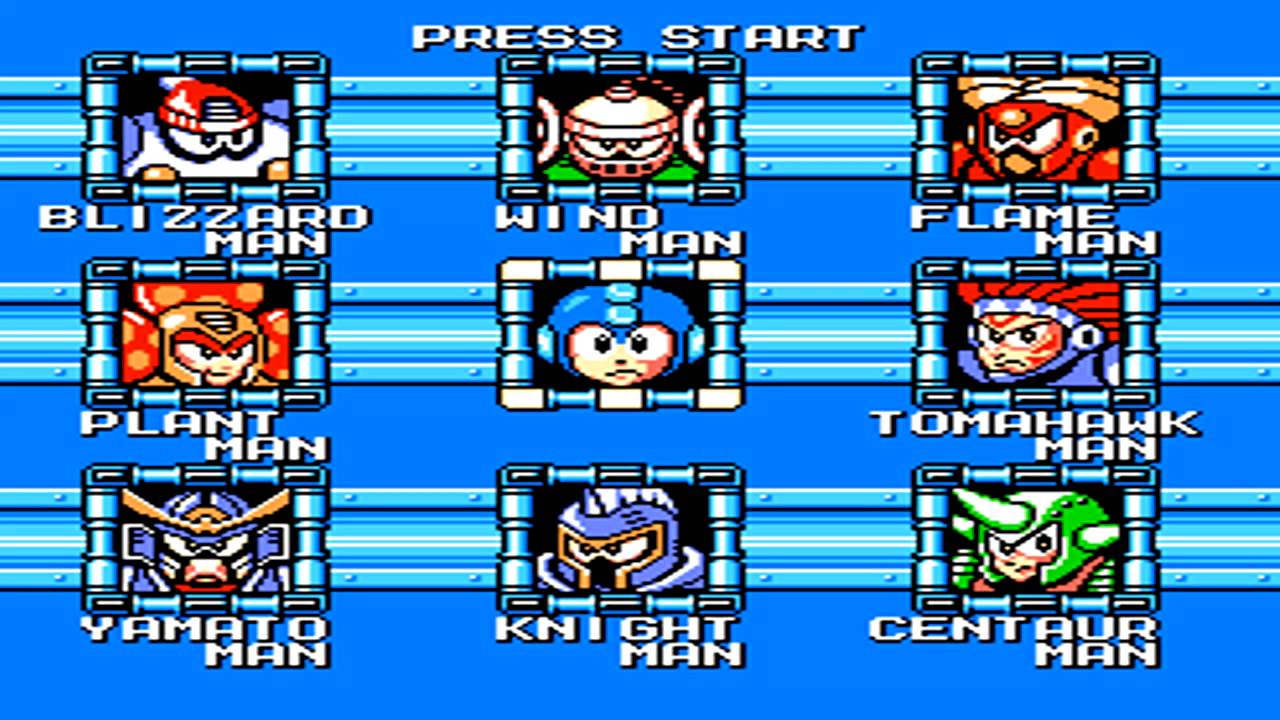 PRESS START
BLIZZARD
MAN
WIND
MAN
FLAME
MAN
PLANT
MAN
TOMAHAWK
MAN
YAMATO
MAN
KNIGHT
MAN
CENTAUR
MAN